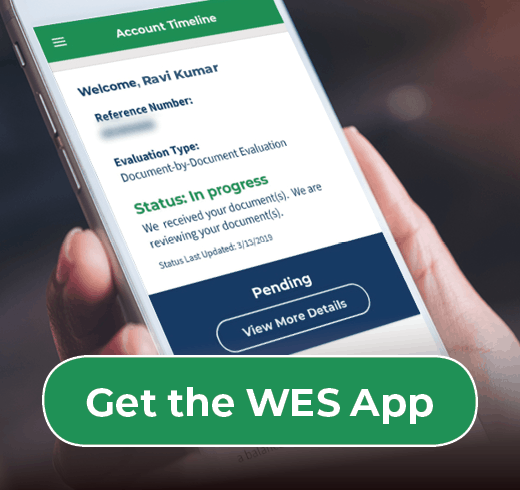 Account Timeline
Welcome, Ravi Kumar
Reference Number:
Evaluation Type:
Document-by-Document Evaluation
Status: In progress
We received your document(s). We are
reviewing your document(s).
Status Last Updated: 3/13/2019
Pending
View More Details
Get the WES App